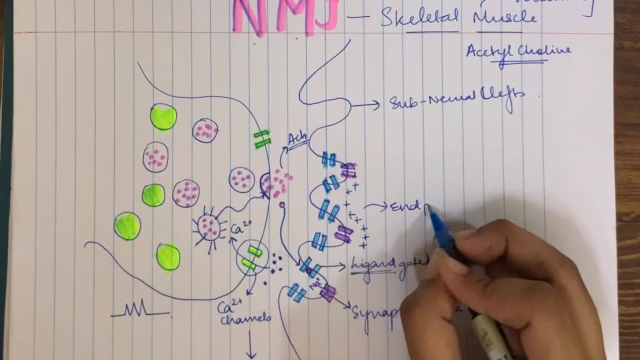 NMJ
— Skeletal Muscle
Acetyl Choline
Ach
→ Sub-Neural Clefts
Ca²⁺
→ End
→ Ligand gated
Ca²⁺
channels
→ Synap